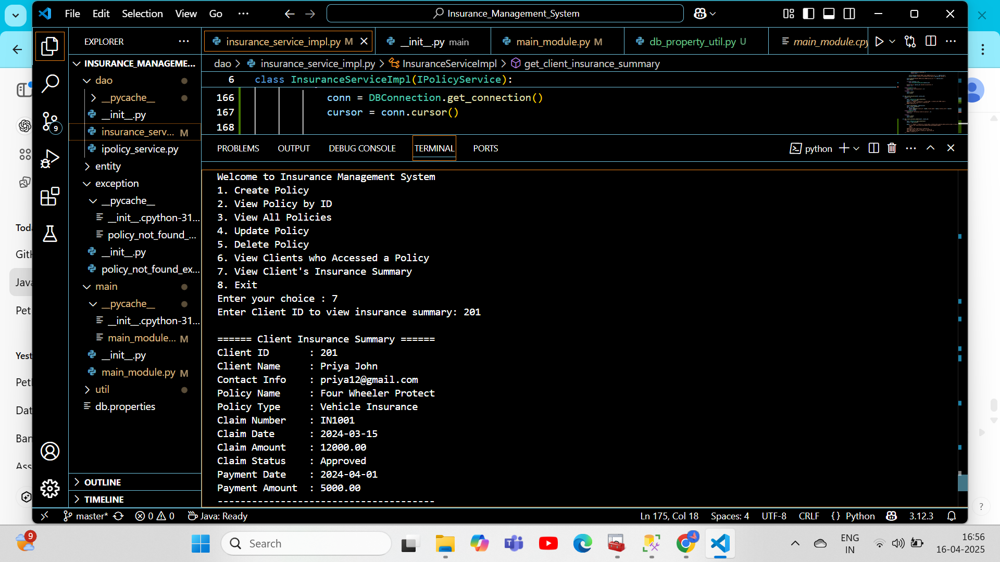 File Edit Selection View Go ···
Insurance_Management_System
EXPLORER ···
INSURANCE_MANAGEME...
dao
__pycache__
__init__.py
insurance_serv... M
ipolicy_service.py
entity
exception
__pycache__
__init__.cpython-31...
policy_not_found_...
__init__.py
policy_not_found_ex...
main
__pycache__
__init__.cpython-31...
main_module... M
__init__.py
main_module.py M
util
db.properties
OUTLINE
TIMELINE
9
insurance_service_impl.py M
__init__.py main
main_module.py M
db_property_util.py U
main_module.cpy
dao > insurance_service_impl.py > InsuranceServiceImpl > get_client_insurance_summary
6 class InsuranceServiceImpl(IPolicyService):
166 conn = DBConnection.get_connection()
167 cursor = conn.cursor()
168
PROBLEMS OUTPUT DEBUG CONSOLE TERMINAL PORTS
python
Welcome to Insurance Management System
1. Create Policy
2. View Policy by ID
3. View All Policies
4. Update Policy
5. Delete Policy
6. View Clients who Accessed a Policy
7. View Client's Insurance Summary
8. Exit
Enter your choice : 7
Enter Client ID to view insurance summary: 201
====== Client Insurance Summary ======
Client ID : 201
Client Name : Priya John
Contact Info : priya12@gmail.com
Policy Name : Four Wheeler Protect
Policy Type : Vehicle Insurance
Claim Number : IN1001
Claim Date : 2024-03-15
Claim Amount : 12000.00
Claim Status : Approved
Payment Date : 2024-04-01
Payment Amount : 5000.00
--------------------------------------
master* 0 0 Java: Ready
Ln 175, Col 18 Spaces: 4 UTF-8 CRLF {} Python 3.12.3
Pet
?
9
Search
ENG
IN
16:56
16-04-2025